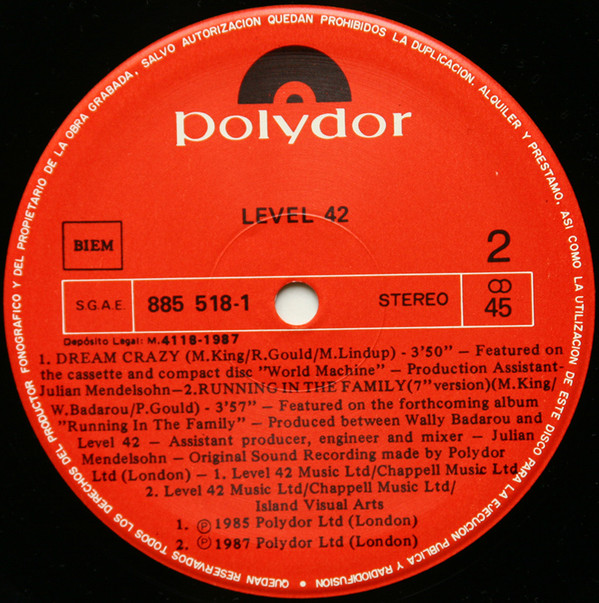 QUEDAN RESERVADOS TODOS LOS DERECHOS DEL PRODUCTOR FONOGRAFICO Y DEL PROPIETARIO DE LA OBRA GRABADA, SALVO AUTORIZACION QUEDAN PROHIBIDOS LA DUPLICACION, ALQUILER Y PRESTAMO, ASI COMO LA UTILIZACION DE ESTE DISCO PARA LA EJECUCION PUBLICA Y RADIODIFUSION •
polydor
LEVEL 42
BIEM
2
S.G.A.E.
885 518-1
STEREO
45
Depósito Legal: M.4118-1987
1. DREAM CRAZY (M.King/R.Gould/M.Lindup) - 3'50" — Featured on
the cassette and compact disc "World Machine" — Production Assistant-
Julian Mendelsohn—2.RUNNING IN THE FAMILY(7"version)(M.King/
W.Badarou/P.Gould) - 3'57" — Featured on the forthcoming album
"Running In The Family" — Produced between Wally Badarou and
Level 42 — Assistant producer, engineer and mixer — Julian
Mendelsohn — Original Sound Recording made by Polydor
Ltd (London) — 1. Level 42 Music Ltd/Chappell Music Ltd
2. Level 42 Music Ltd/Chappell Music Ltd/
Island Visual Arts
1. ℗ 1985 Polydor Ltd (London)
2. ℗ 1987 Polydor Ltd (London)